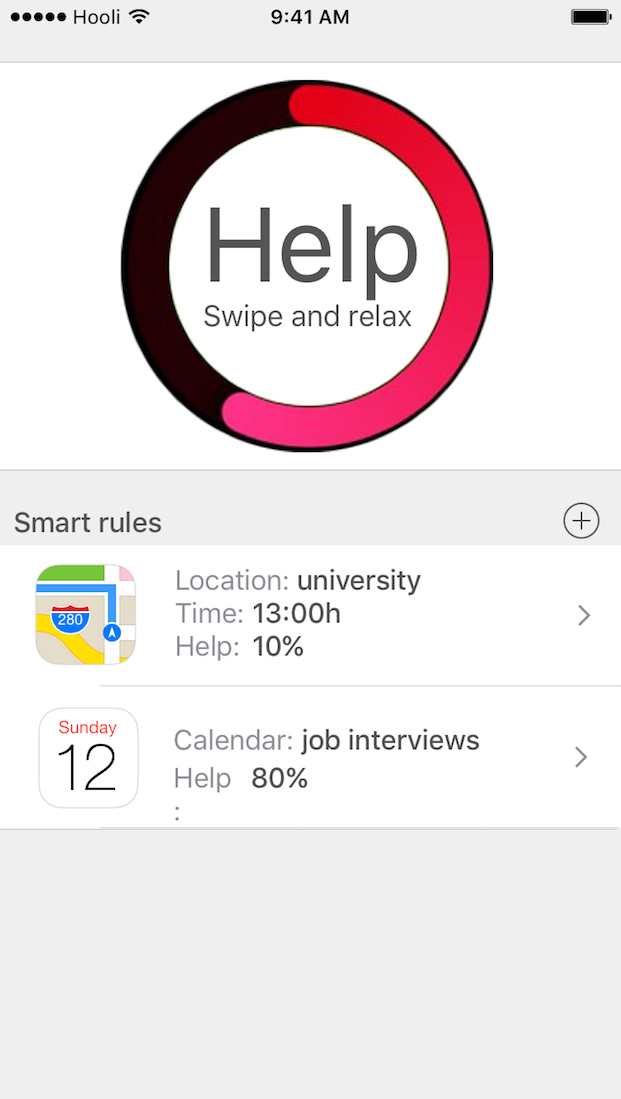 Hooli 9:41 AM
Help
Swipe and relax
Smart rules
280
Location: university
Time: 13:00h
Help: 10%
Sunday
12
Calendar: job interviews
Help 80%
: